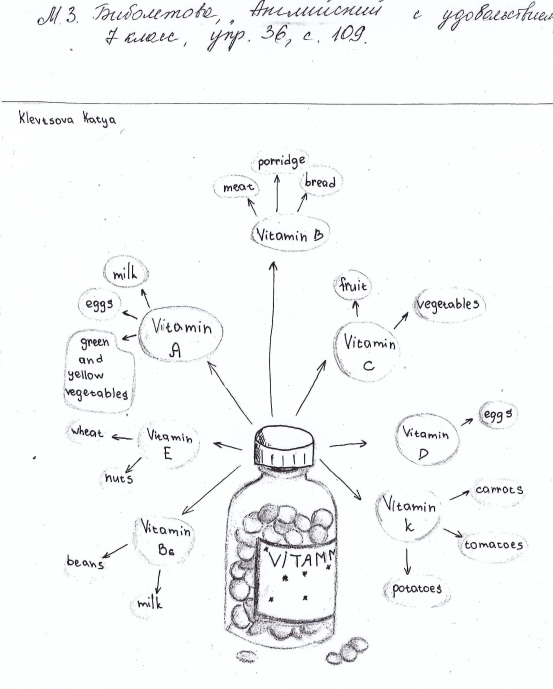 М.З. Биболетова, Английский с удовольствием
7 класс, упр. 36, с. 109.
Klevtsova Katya
porridge
meat
bread
Vitamin B
milk
eggs
green
and
yellow
vegetables
Vitamin
A
fruit
vegetables
Vitamin
C
wheat
Vitamin
E
nuts
eggs
Vitamin
D
Vitamin
B6
beans
milk
Vitamin
k
carrots
tomatoes
potatoes
VITAMN